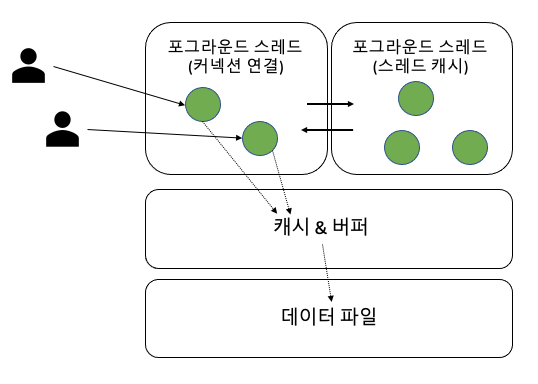 포그라운드 스레드
(커넥션 연결)
포그라운드 스레드
(스레드 캐시)
캐시 & 버퍼
데이터 파일